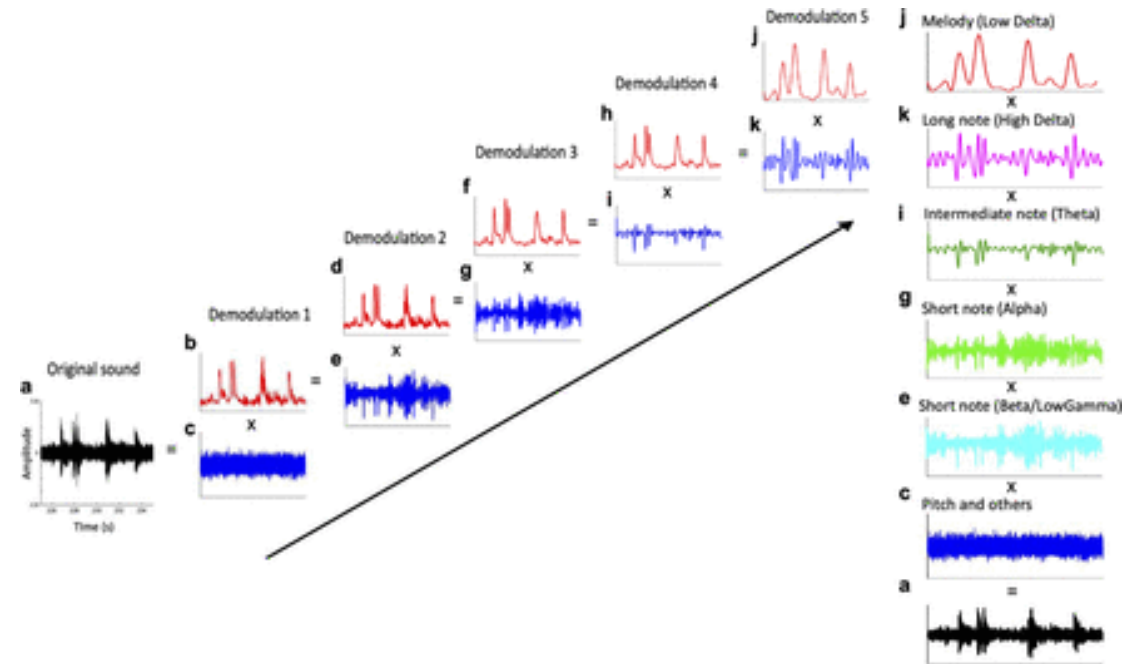 Demodulation 5
j
j Melody (Low Delta)
Demodulation 4
x
x
h
k
k Long note (High Delta)
=
Demodulation 3
x
x
f
i
i Intermediate note (Theta)
=
Demodulation 2
x
x
d
g
g Short note (Alpha)
=
Demodulation 1
x
x
b
e
e Short note (Beta/LowGamma)
=
Original sound
a
x
x
c
c Pitch and others
Amplitude
=
Time (s)
=
a